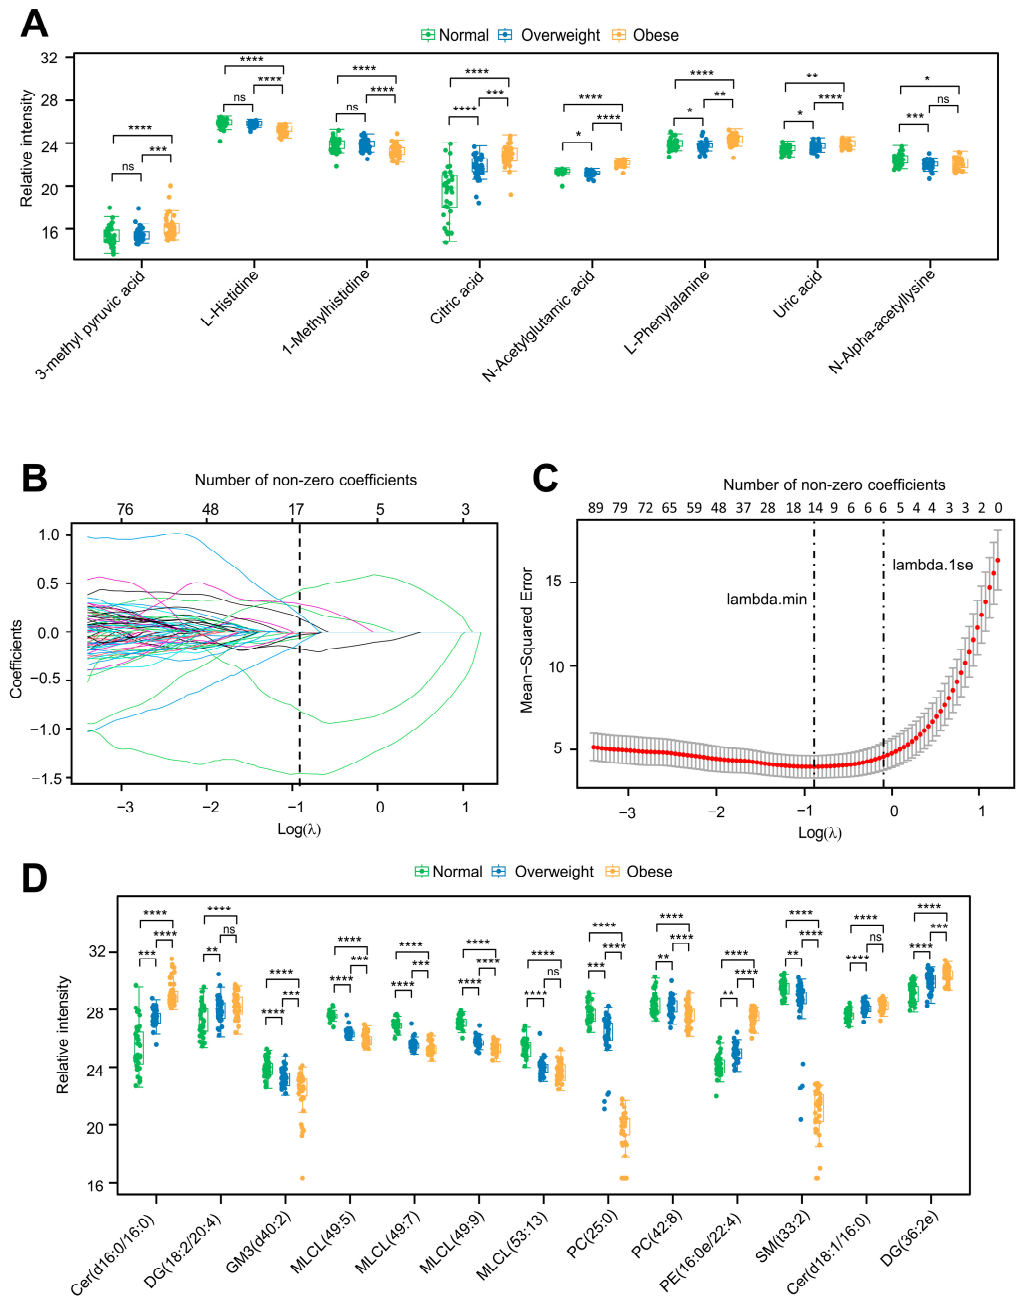 A
Normal Overweight Obese
Relative intensity
32
28
24
20
16
**** *** ns
**** **** ns
**** **** ns
**** *** ****
**** **** *
**** ** *
** **** *
* ns ***
3-methyl pyruvic acid
L-Histidine
1-Methylhistidine
Citric acid
N-Acetylglutamic acid
L-Phenylalanine
Uric acid
N-Alpha-acetyllysine
B
Number of non-zero coefficients
76 48 17 5 3
Coefficients
1.0
0.5
0.0
−0.5
−1.0
−1.5
−3 −2 −1 0 1
Log(λ)
C
Number of non-zero coefficients
89 79 72 65 59 48 37 28 18 14 9 6 6 6 5 4 3 3 2 0
lambda.1se
lambda.min
Mean−Squared Error
15
10
5
−3 −2 −1 0 1
Log(λ)
D
Normal Overweight Obese
Relative intensity
32
28
24
20
16
**** **** ***
**** ns **
**** *** ****
**** *** ****
**** *** ****
**** **** ****
**** ns ****
**** **** ***
**** **** **
**** **** **
**** **** **
**** ns ****
**** *** ****
Cer(d16:0/16:0)
DG(18:2/20:4)
GM3(d40:2)
MLCL(49:5)
MLCL(49:7)
MLCL(49:9)
MLCL(53:13)
PC(25:0)
PC(42:8)
PE(16:0e/22:4)
SM(t33:2)
Cer(d18:1/16:0)
DG(36:2e)